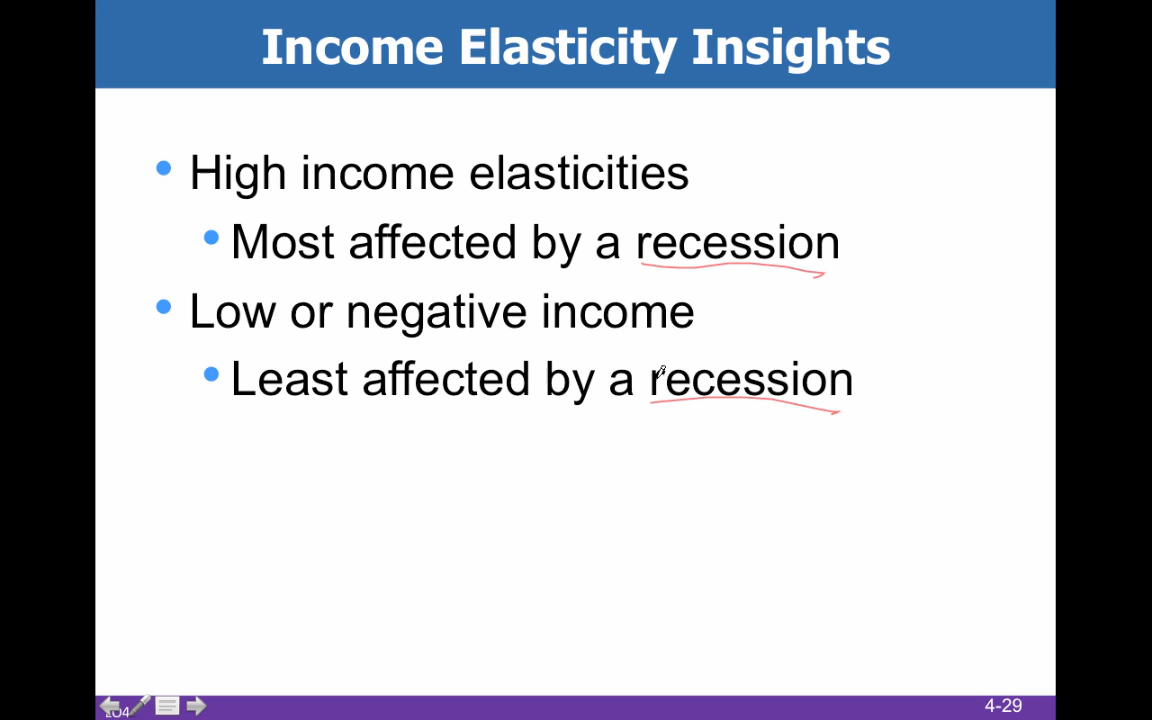 Income Elasticity Insights
• High income elasticities
• Most affected by a recession
• Low or negative income
• Least affected by a recession
LO4
4-29